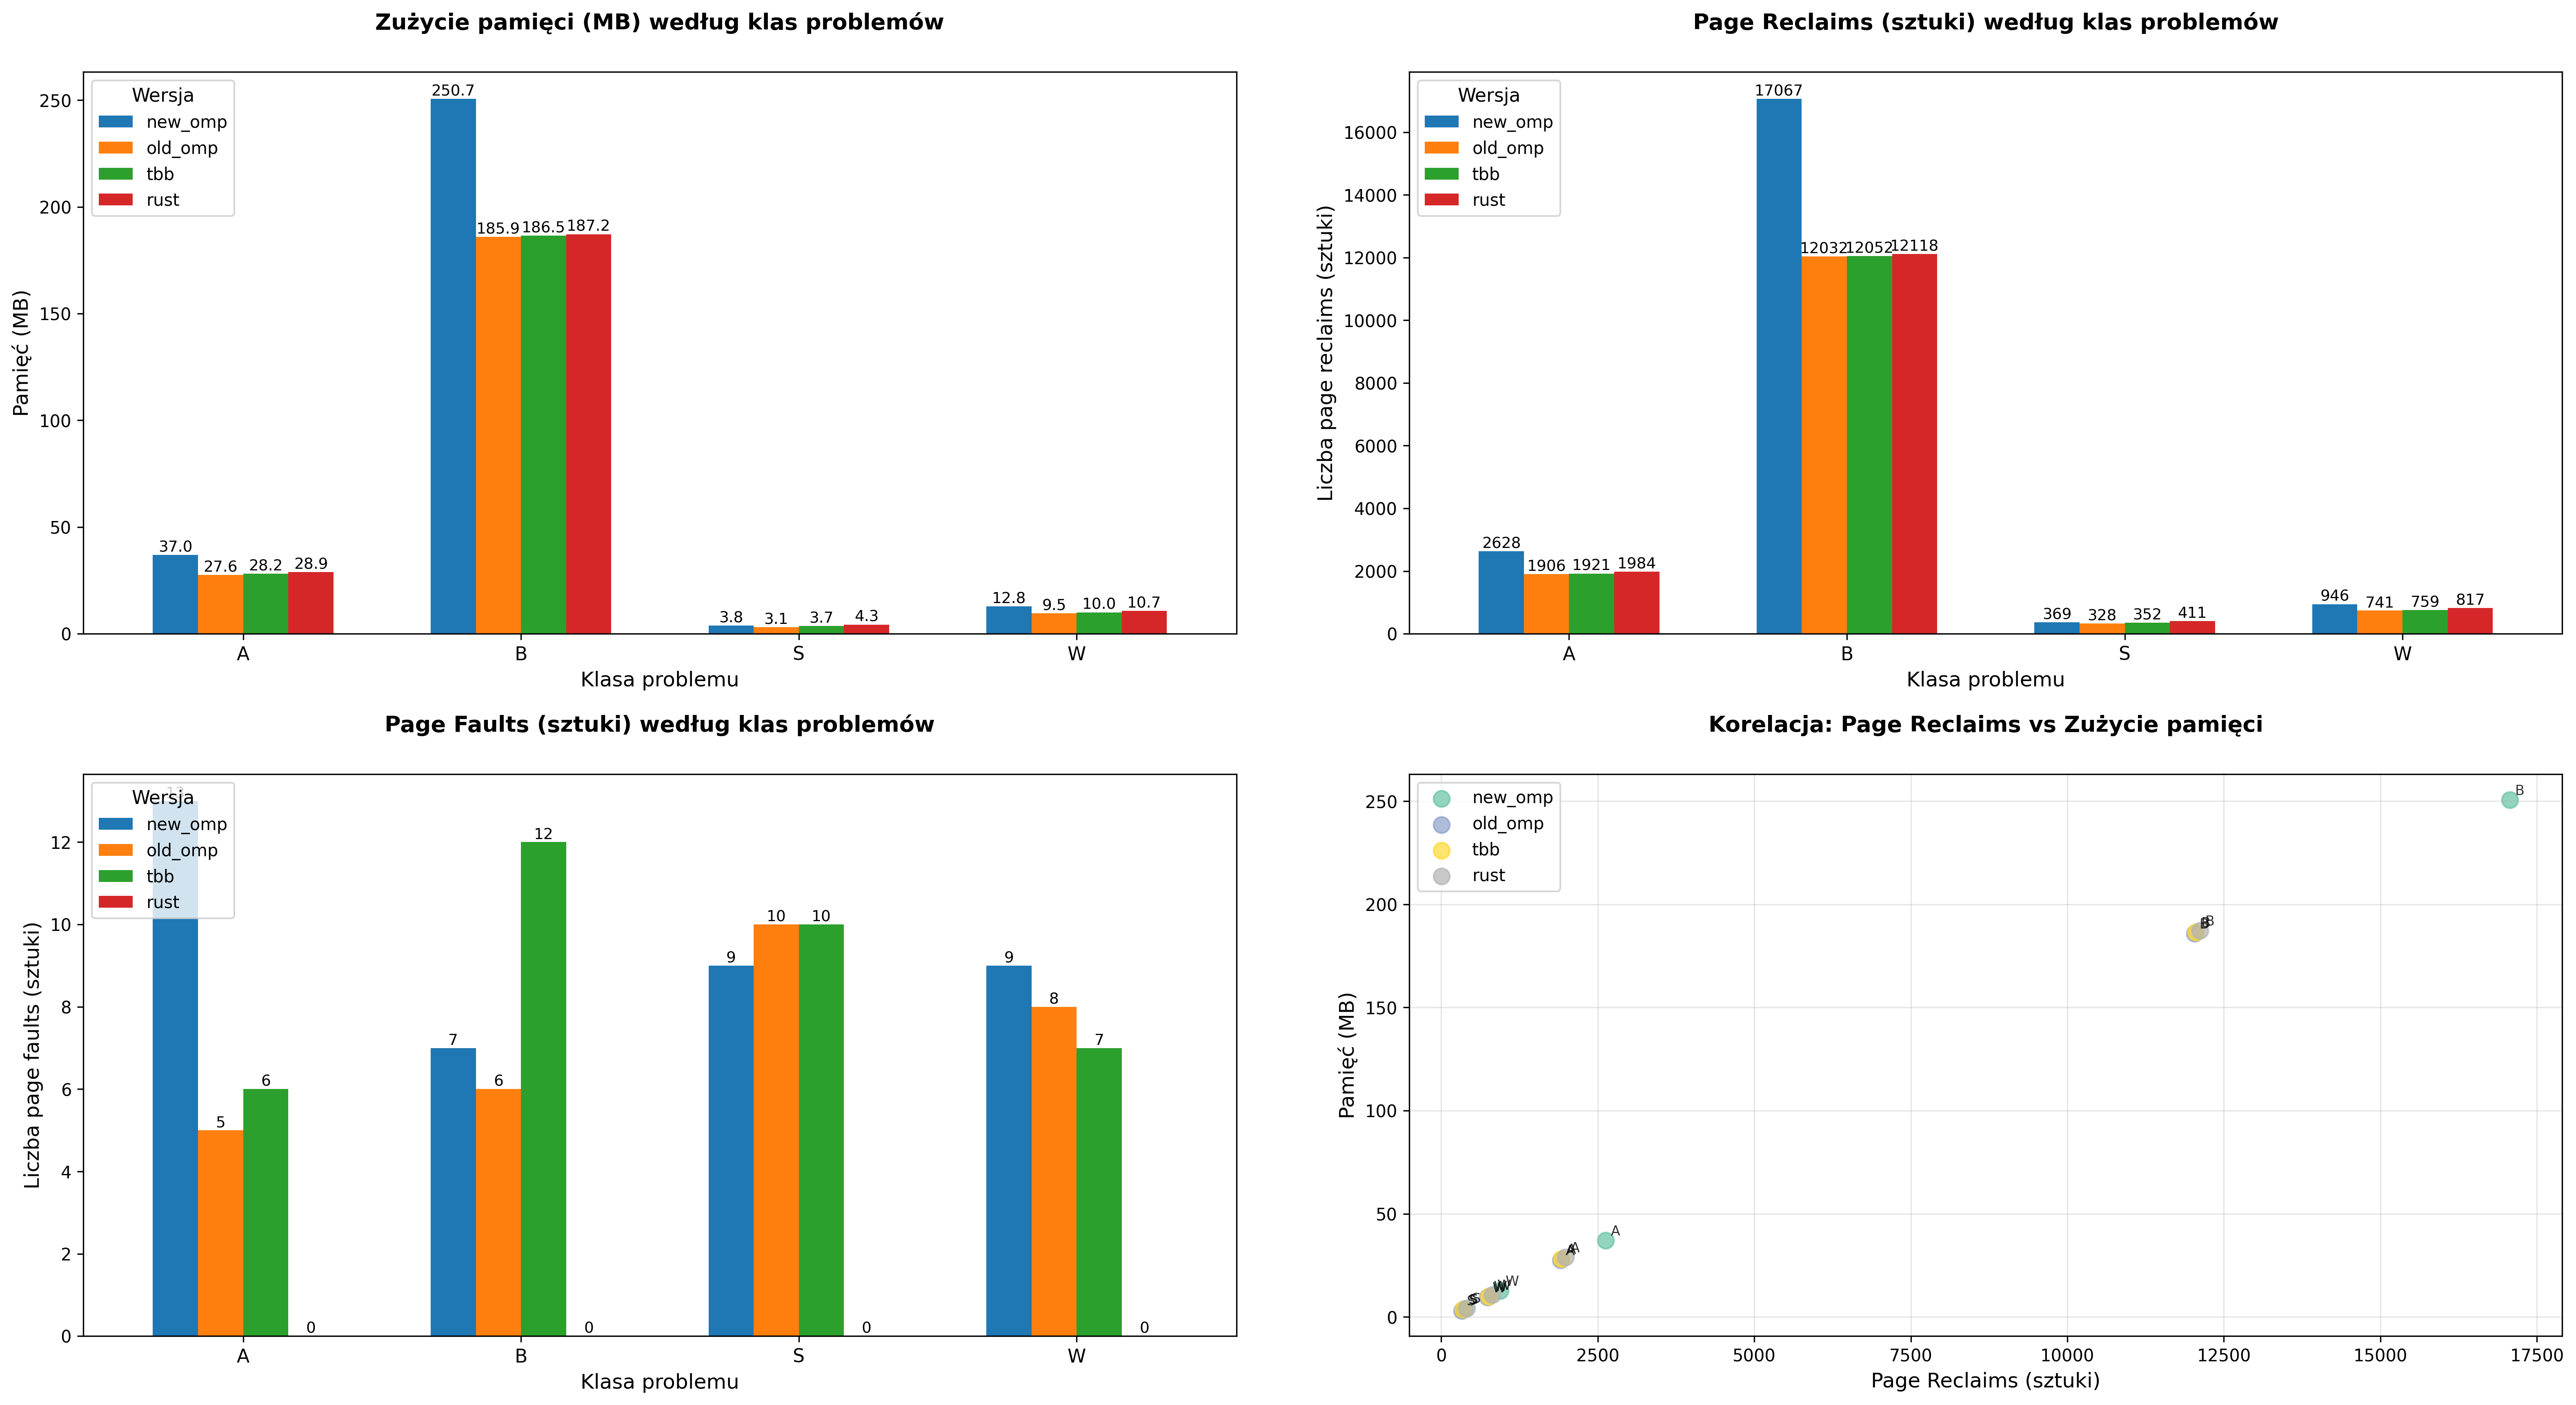 Zużycie pamięci (MB) według klas problemów
Pamięć (MB)
250
200
150
100
50
0
Wersja
new_omp
old_omp
tbb
rust
37.0
27.6
28.2
28.9
250.7
185.9
186.5
187.2
3.8
3.1
3.7
4.3
12.8
9.5
10.0
10.7
A
B
S
W
Klasa problemu
Page Reclaims (sztuki) według klas problemów
Liczba page reclaims (sztuki)
16000
14000
12000
10000
8000
6000
4000
2000
0
Wersja
new_omp
old_omp
tbb
rust
2628
1906
1921
1984
17067
12032
12052
12118
369
328
352
411
946
741
759
817
A
B
S
W
Klasa problemu
Page Faults (sztuki) według klas problemów
Liczba page faults (sztuki)
12
10
8
6
4
2
0
Wersja
new_omp
old_omp
tbb
rust
5
6
0
7
6
12
0
9
10
10
0
9
8
7
0
A
B
S
W
Klasa problemu
Korelacja: Page Reclaims vs Zużycie pamięci
Pamięć (MB)
250
200
150
100
50
0
new_omp
old_omp
tbb
rust
B
B
A
A
W
S
0
2500
5000
7500
10000
12500
15000
17500
Page Reclaims (sztuki)